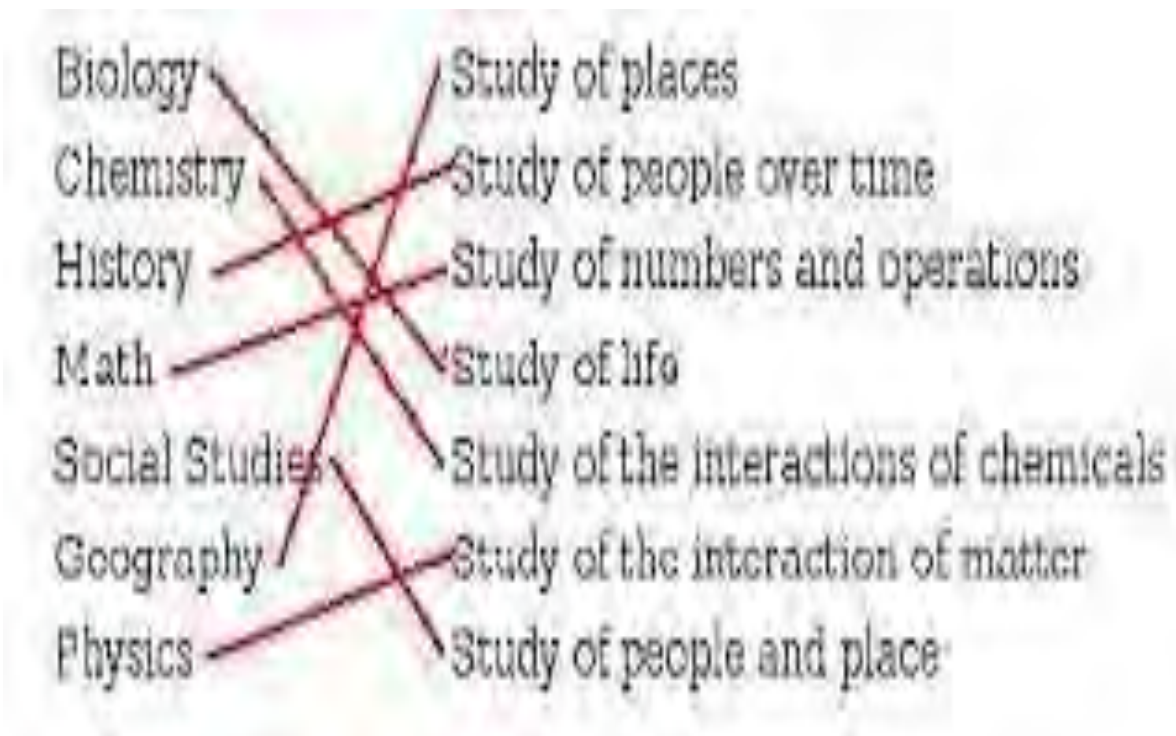 Biology Study of places
Chemistry Study of people over time
History Study of numbers and operations
Math Study of life
Social Studies Study of the interactions of chemicals
Geography Study of the interaction of matter
Physics Study of people and place